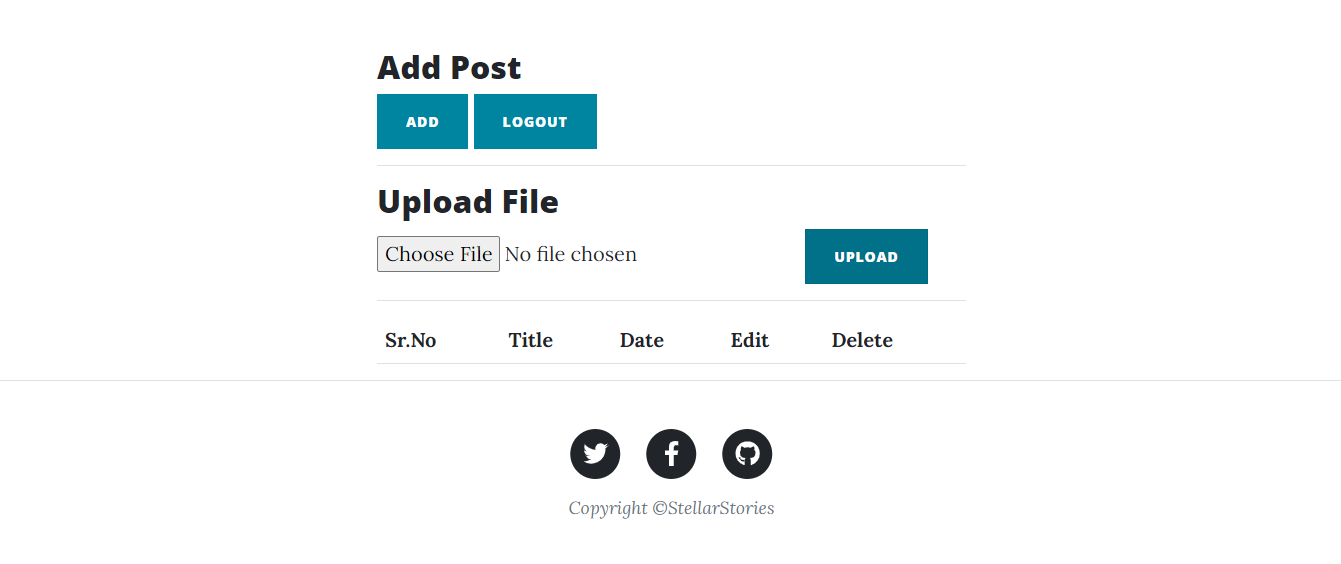 Add Post
ADD LOGOUT
Upload File
Choose File No file chosen UPLOAD
Sr.No Title Date Edit Delete
Copyright ©StellarStories